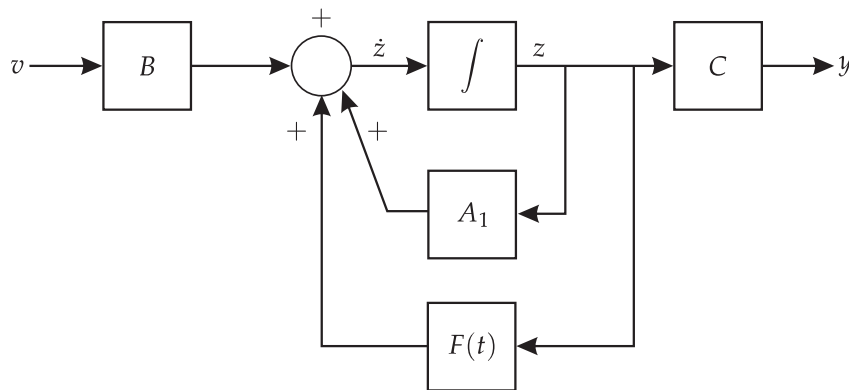 +
v B ż ∫ z C y
+ +
A₁
F(t)